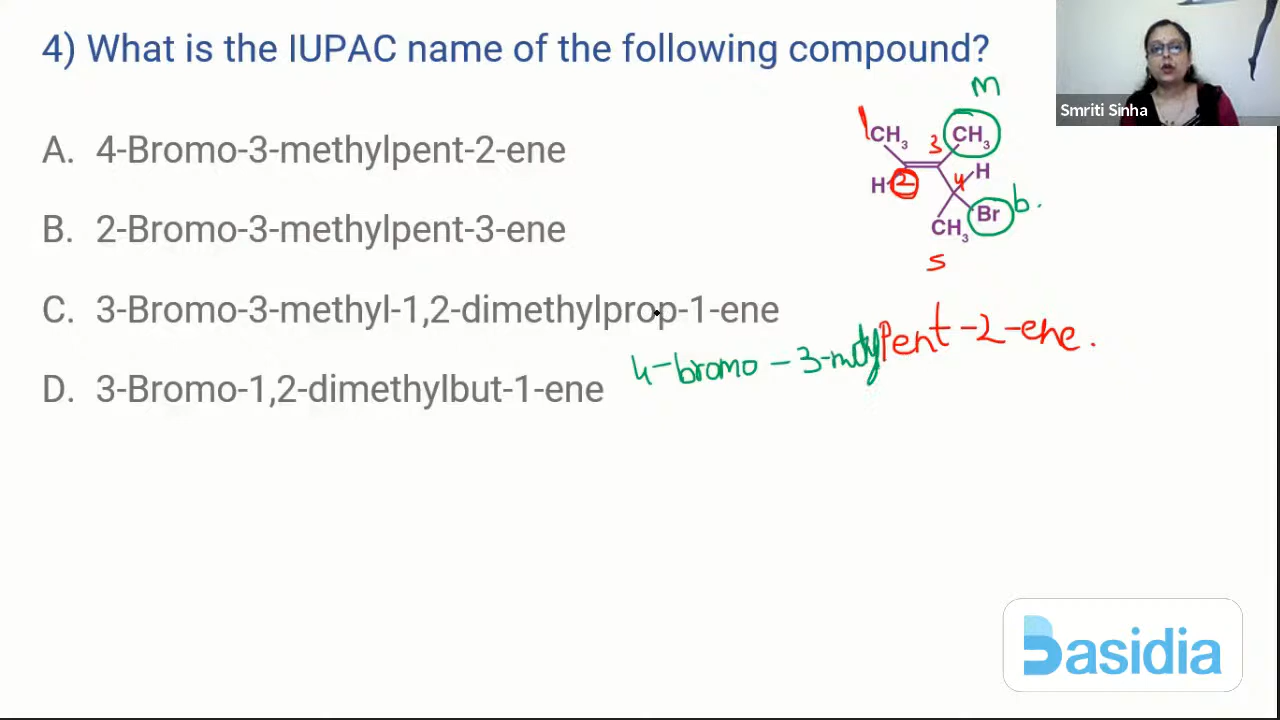 4) What is the IUPAC name of the following compound?
Smriti Sinha
m
A. 4-Bromo-3-methylpent-2-ene
1 CH3 3 CH3
H 2 4 H
B. 2-Bromo-3-methylpent-3-ene
Br b.
CH3
5
C. 3-Bromo-3-methyl-1,2-dimethylprop-1-ene
4-bromo-3-methyl Pent-2-ene.
D. 3-Bromo-1,2-dimethylbut-1-ene
Basidia